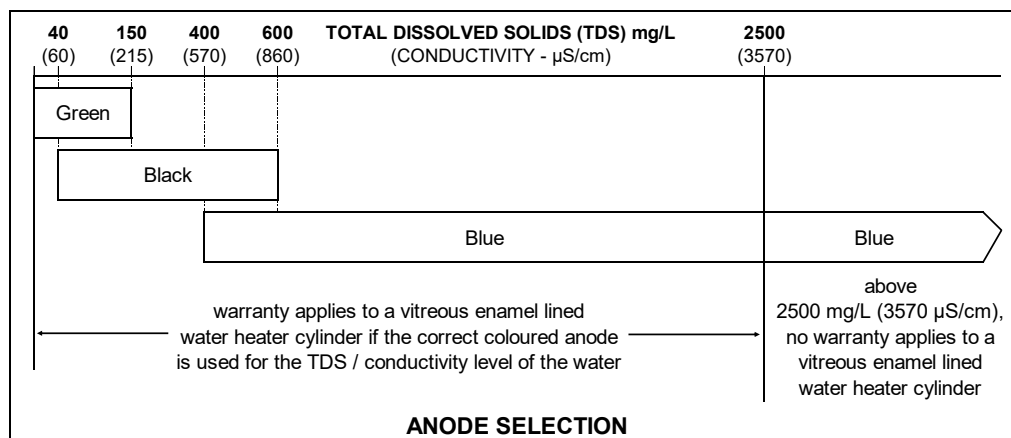 40 150 400 600 TOTAL DISSOLVED SOLIDS (TDS) mg/L 2500
(60) (215) (570) (860) (CONDUCTIVITY - µS/cm) (3570)
Green
Black
Blue Blue
warranty applies to a vitreous enamel lined
water heater cylinder if the correct coloured anode
is used for the TDS / conductivity level of the water
above
2500 mg/L (3570 µS/cm),
no warranty applies to a
vitreous enamel lined
water heater cylinder
ANODE SELECTION